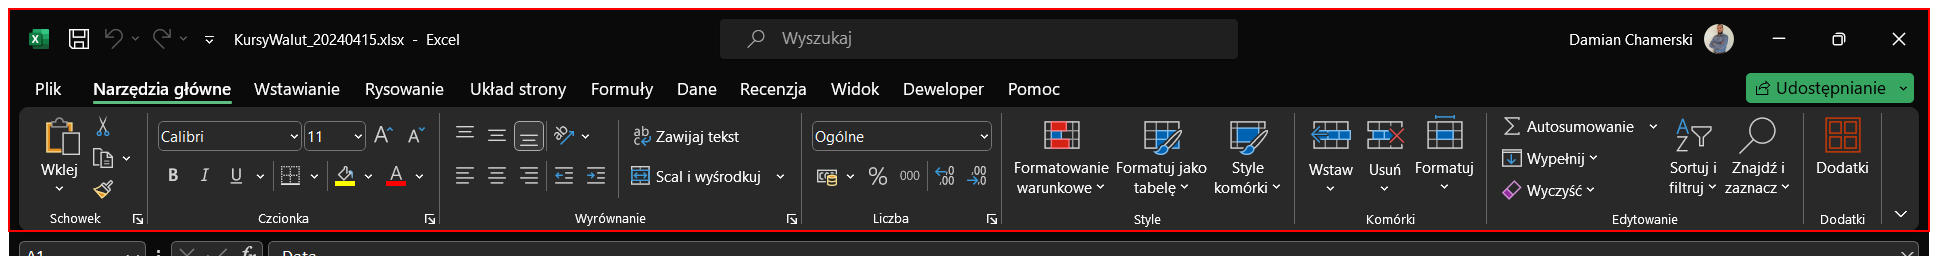 KursyWalut_20240415.xlsx - Excel
Wyszukaj
Damian Chamerski
Plik Narzędzia główne Wstawianie Rysowanie Układ strony Formuły Dane Recenzja Widok Deweloper Pomoc
Udostępnianie
Wklej
Schowek
Calibri 11
B I U A
Czcionka
Zawijaj tekst
Scal i wyśrodkuj
Wyrównanie
Ogólne
% 000
Liczba
Formatowanie warunkowe
Formatuj jako tabelę
Style komórki
Style
Wstaw
Usuń
Formatuj
Komórki
Autosumowanie
Wypełnij
Wyczyść
Sortuj i filtruj
Znajdź i zaznacz
Edytowanie
Dodatki
Dodatki